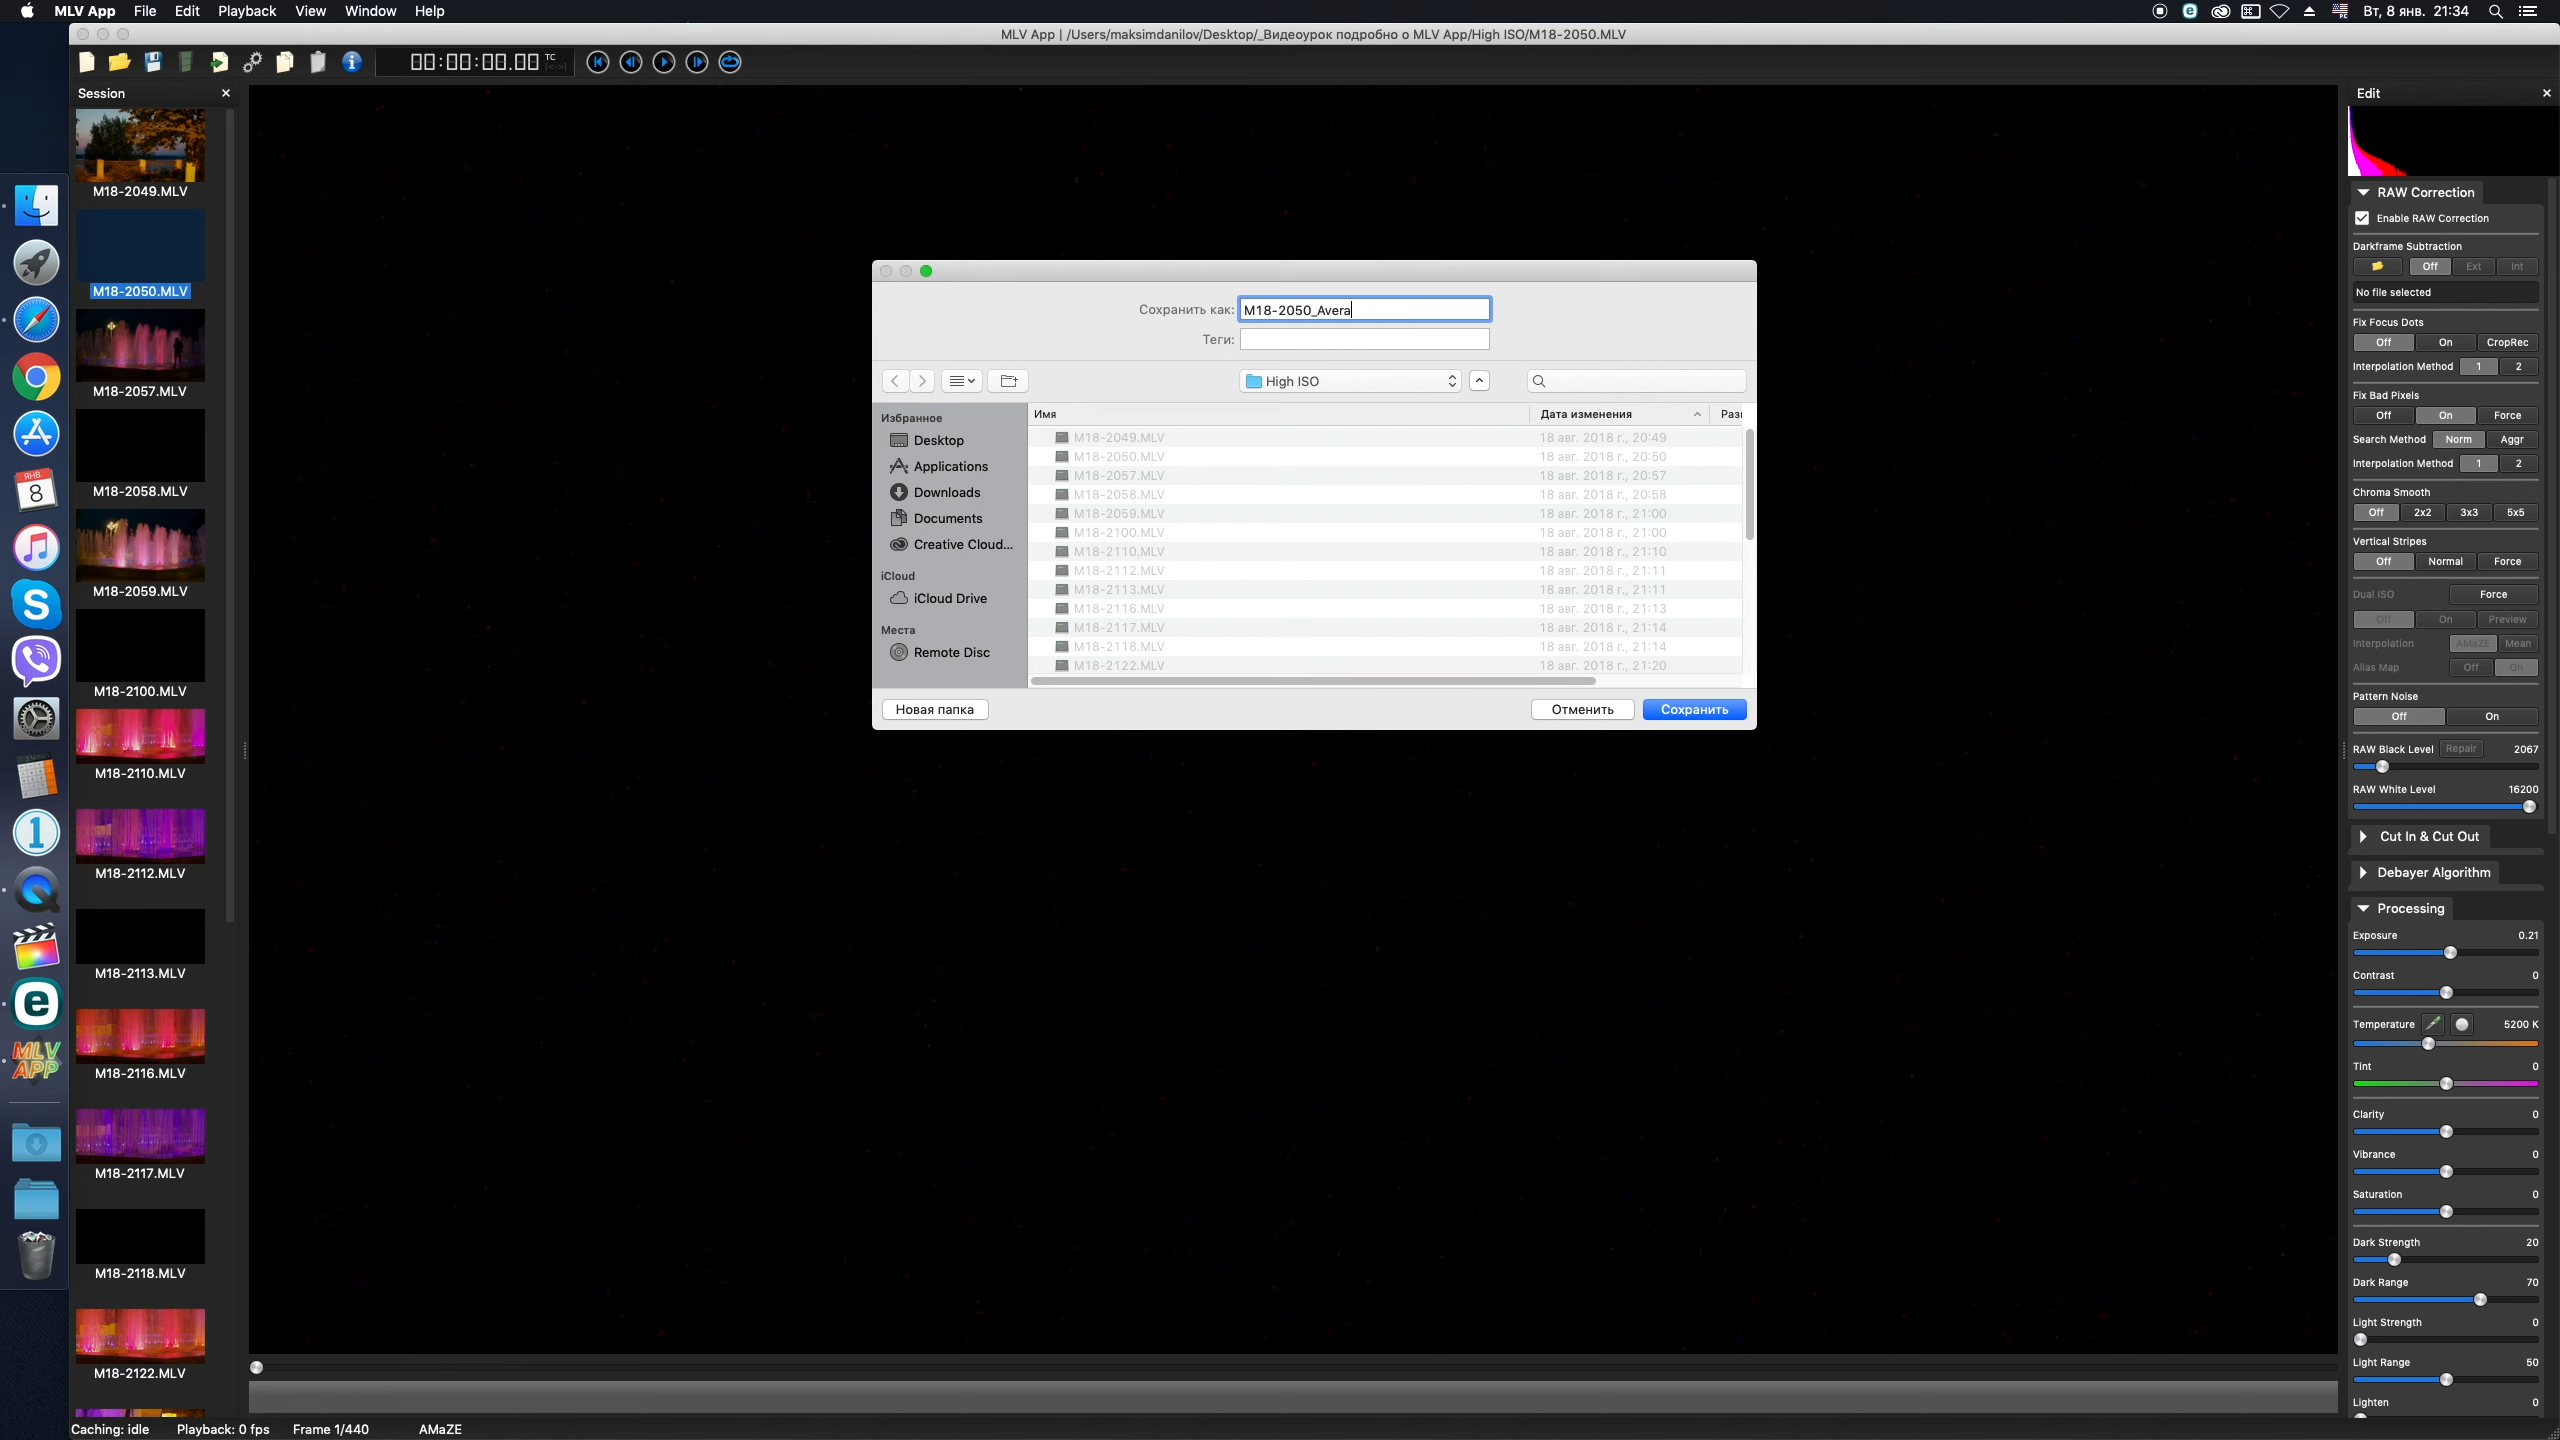 MLV App File Edit Playback View Window Help
Вт, 8 янв. 21:34
MLV App | /Users/maksimdanilov/Desktop/_Видеоурок подробно о MLV App/High ISO/M18-2050.MLV
00:00:00.00 TC
Session
M18-2049.MLV
M18-2050.MLV
M18-2057.MLV
M18-2058.MLV
M18-2059.MLV
M18-2100.MLV
M18-2110.MLV
M18-2112.MLV
M18-2113.MLV
M18-2116.MLV
M18-2117.MLV
M18-2118.MLV
M18-2122.MLV
ЯНВ.
8
MLV
APP
Сохранить как: M18-2050_Avera
Теги:
High ISO
Избранное
Desktop
Applications
Downloads
Documents
Creative Cloud...
iCloud
iCloud Drive
Места
Remote Disc
Имя Дата изменения Раз
M18-2049.MLV 18 авг. 2018 г., 20:49
M18-2050.MLV 18 авг. 2018 г., 20:50
M18-2057.MLV 18 авг. 2018 г., 20:57
M18-2058.MLV 18 авг. 2018 г., 20:58
M18-2059.MLV 18 авг. 2018 г., 21:00
M18-2100.MLV 18 авг. 2018 г., 21:00
M18-2110.MLV 18 авг. 2018 г., 21:10
M18-2112.MLV 18 авг. 2018 г., 21:11
M18-2113.MLV 18 авг. 2018 г., 21:11
M18-2116.MLV 18 авг. 2018 г., 21:13
M18-2117.MLV 18 авг. 2018 г., 21:14
M18-2118.MLV 18 авг. 2018 г., 21:14
M18-2122.MLV 18 авг. 2018 г., 21:20
Новая папка Отменить Сохранить
Edit
RAW Correction
Enable RAW Correction
Darkframe Subtraction
Off Ext Int
No file selected
Fix Focus Dots
Off On CropRec
Interpolation Method 1 2
Fix Bad Pixels
Off On Force
Search Method Norm Aggr
Interpolation Method 1 2
Chroma Smooth
Off 2x2 3x3 5x5
Vertical Stripes
Off Normal Force
Dual ISO Force
Off On Preview
Interpolation AMaZE Mean
Alias Map Off On
Pattern Noise
Off On
RAW Black Level Repair 2067
RAW White Level 16200
Cut In & Cut Out
Debayer Algorithm
Processing
Exposure 0.21
Contrast 0
Temperature 5200 K
Tint 0
Clarity 0
Vibrance 0
Saturation 0
Dark Strength 20
Dark Range 70
Light Strength 0
Light Range 50
Lighten 0
Caching: idle Playback: 0 fps Frame 1/440 AMaZE